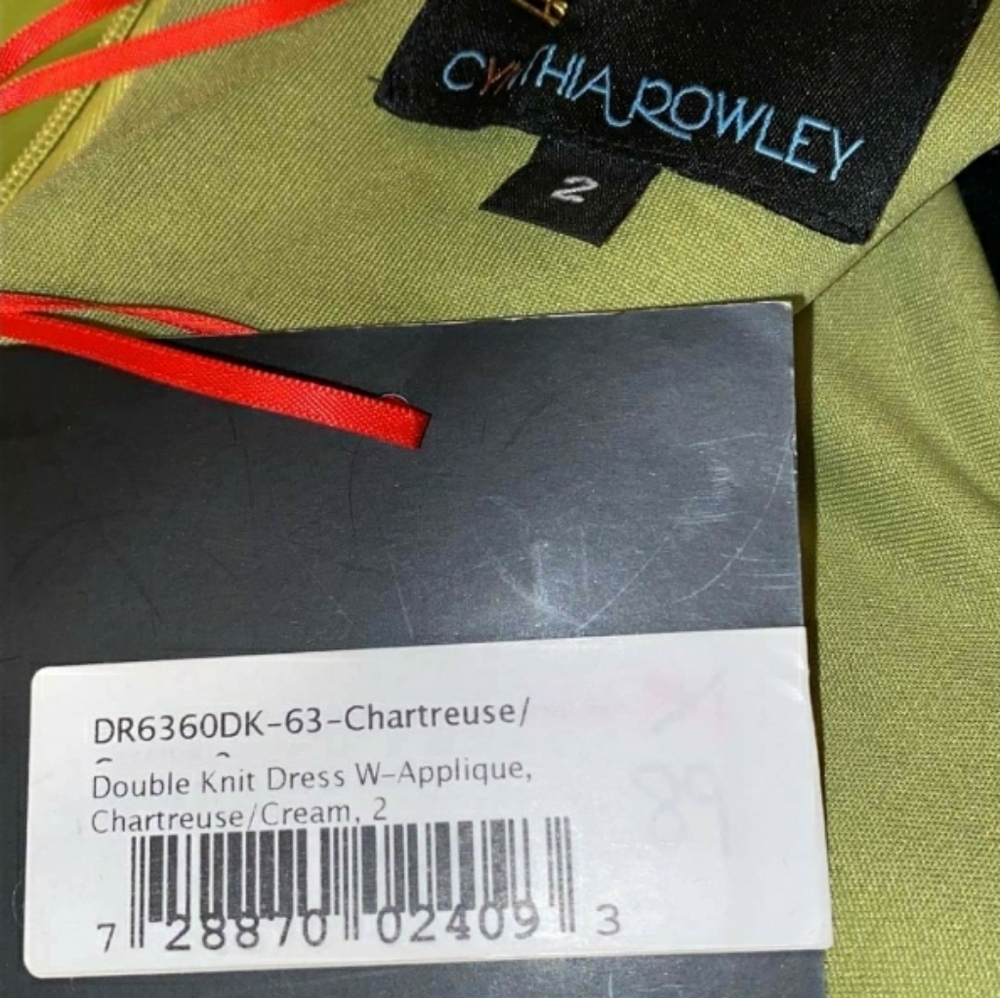 CYNTHIA ROWLEY
2
DR6360DK-63-Chartreuse/
Double Knit Dress W-Applique,
Chartreuse/Cream, 2
7 28870 02409 3